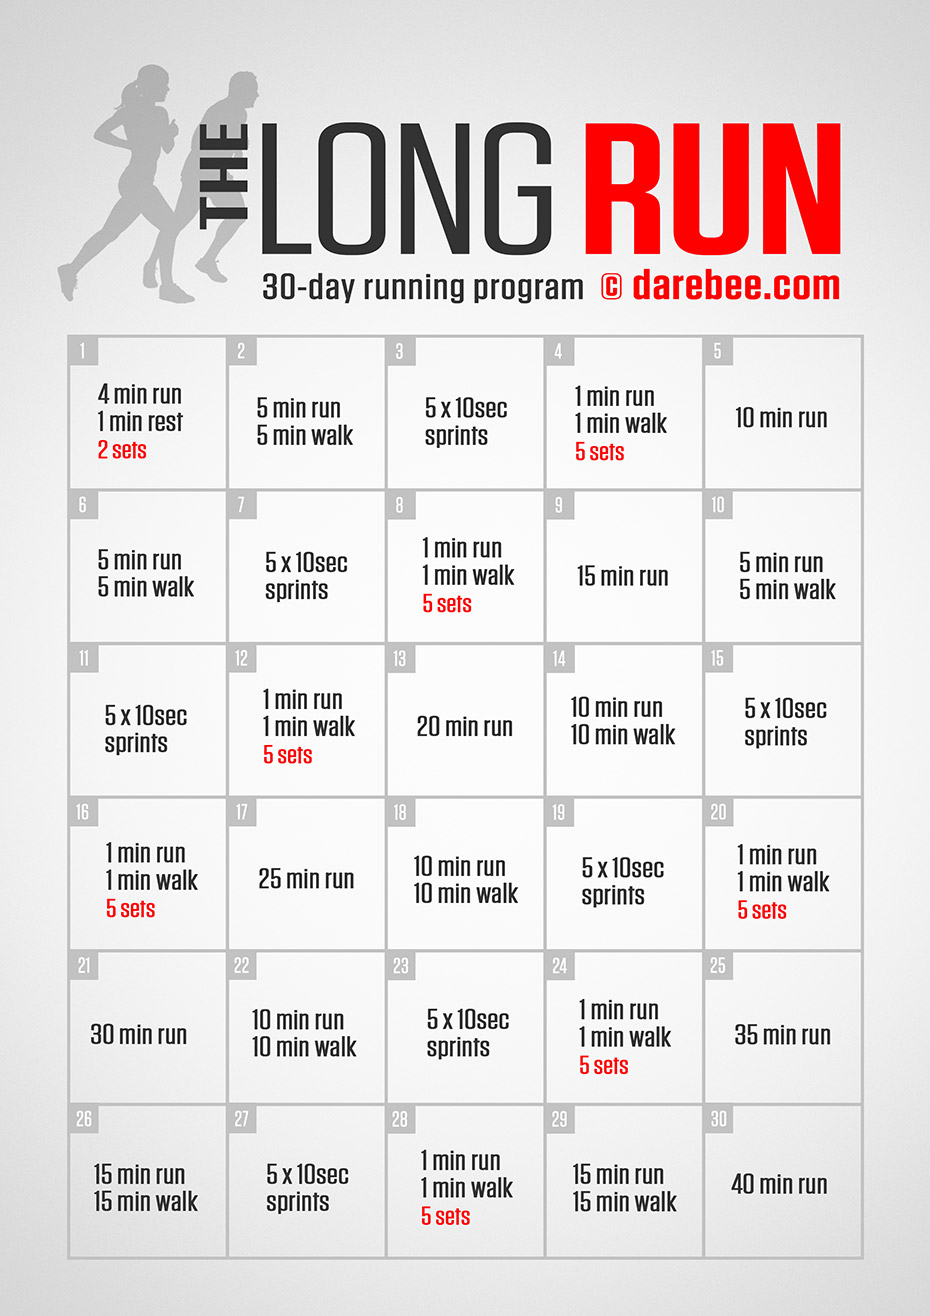 THE LONG RUN
30-day running program © darebee.com
1
4 min run
1 min rest
2 sets
2
5 min run
5 min walk
3
5 x 10sec
sprints
4
1 min run
1 min walk
5 sets
5
10 min run
6
5 min run
5 min walk
7
5 x 10sec
sprints
8
1 min run
1 min walk
5 sets
9
15 min run
10
5 min run
5 min walk
11
5 x 10sec
sprints
12
1 min run
1 min walk
5 sets
13
20 min run
14
10 min run
10 min walk
15
5 x 10sec
sprints
16
1 min run
1 min walk
5 sets
17
25 min run
18
10 min run
10 min walk
19
5 x 10sec
sprints
20
1 min run
1 min walk
5 sets
21
30 min run
22
10 min run
10 min walk
23
5 x 10sec
sprints
24
1 min run
1 min walk
5 sets
25
35 min run
26
15 min run
15 min walk
27
5 x 10sec
sprints
28
1 min run
1 min walk
5 sets
29
15 min run
15 min walk
30
40 min run